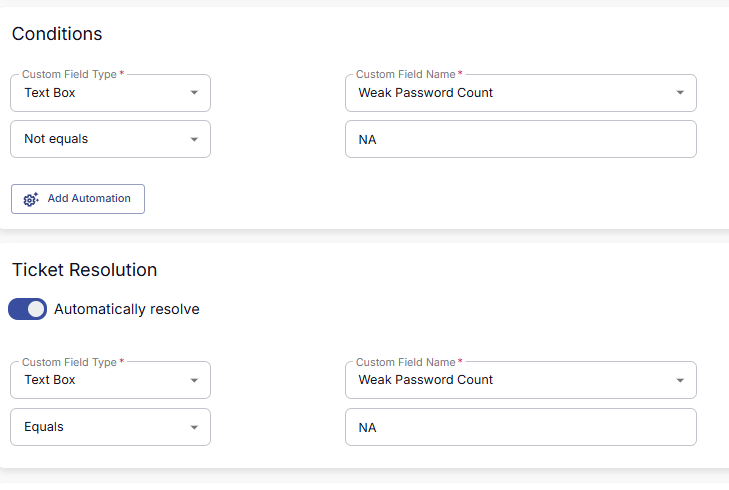 Conditions
Custom Field Type *
Custom Field Name *
Text Box
Weak Password Count
Not equals
NA
Add Automation
Ticket Resolution
Automatically resolve
Custom Field Type *
Custom Field Name *
Text Box
Weak Password Count
Equals
NA